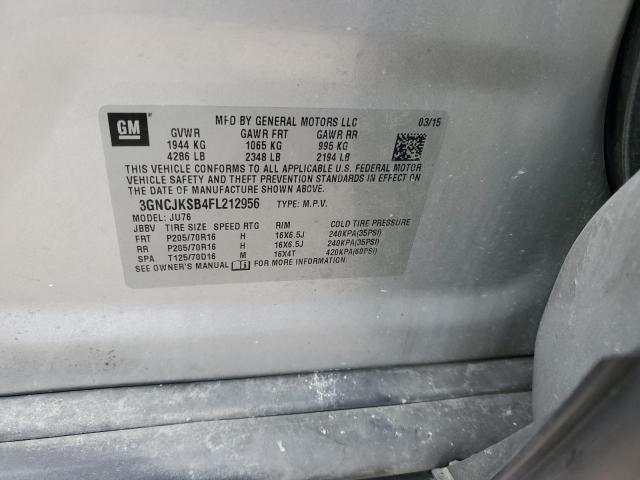 GM
MFD BY GENERAL MOTORS LLC 03/15
GVWR GAWR FRT GAWR RR
1944 KG 1065 KG 995 KG
4286 LB 2348 LB 2194 LB
THIS VEHICLE CONFORMS TO ALL APPLICABLE U.S. FEDERAL MOTOR
VEHICLE SAFETY AND THEFT PREVENTION STANDARDS IN EFFECT
ON THE DATE OF MANUFACTURE SHOWN ABOVE.
3GNCJKSB4FL212956 TYPE: M.P.V.
MODEL: JU76
JBBV TIRE SIZE SPEED RTG RIM COLD TIRE PRESSURE
FRT P205/70R16 H 16X6.5J 240KPA(35PSI)
RR P205/70R16 H 16X6.5J 240KPA(35PSI)
SPA T125/70D16 M 16X4T 420KPA(60PSI)
SEE OWNER'S MANUAL FOR MORE INFORMATION.